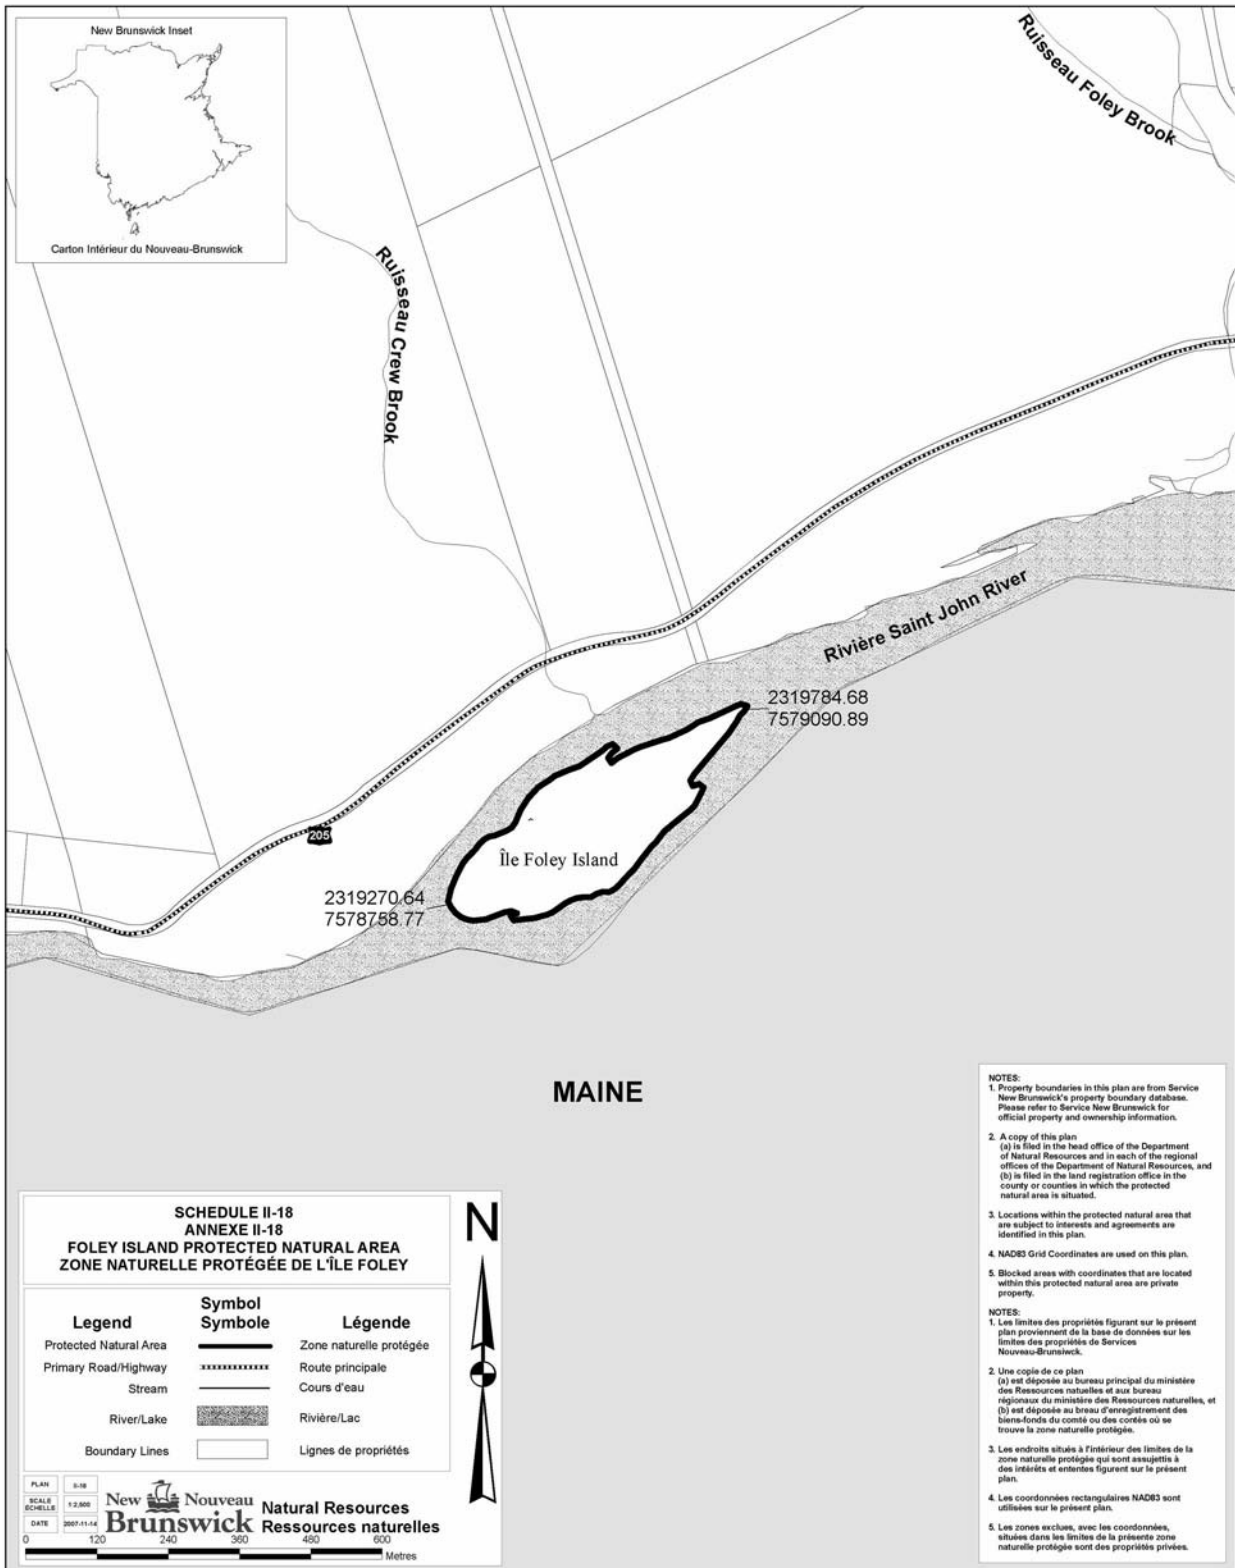 New Brunswick Inset
Carton Intérieur du Nouveau-Brunswick
Ruisseau Foley Brook
Ruisseau Crew Brook
Rivière Saint John River
2319784.68
7579090.89
205
Île Foley Island
2319270.64
7578758.77
MAINE
SCHEDULE II-18
ANNEXE II-18
FOLEY ISLAND PROTECTED NATURAL AREA
ZONE NATURELLE PROTÉGÉE DE L'ÎLE FOLEY
Symbol
Legend Symbole Légende
Protected Natural Area Zone naturelle protégée
Primary Road/Highway Route principale
Stream Cours d'eau
River/Lake Rivière/Lac
Boundary Lines Lignes de propriétés
N
PLAN II-18
SCALE
ÉCHELLE 1:2,500
DATE 2007-11-14
New Nouveau
Brunswick
Natural Resources
Ressources naturelles
0 120 240 360 480 600
Metres
NOTES:
1. Property boundaries in this plan are from Service
New Brunswick's property boundary database.
Please refer to Service New Brunswick for
official property and ownership information.
2. A copy of this plan
(a) is filed in the head office of the Department
of Natural Resources and in each of the regional
offices of the Department of Natural Resources, and
(b) is filed in the land registration office in the
county or counties in which the protected
natural area is situated.
3. Locations within the protected natural area that
are subject to interests and agreements are
identified in this plan.
4. NAD83 Grid Coordinates are used on this plan.
5. Blocked areas with coordinates that are located
within this protected natural area are private
property.
NOTES:
1. Les limites des propriétés figurant sur le présent
plan proviennent de la base de données sur les
limites des propriétés de Services
Nouveau-Brunsiwck.
2. Une copie de ce plan
(a) est déposée au bureau principal du ministère
des Ressources natuelles et aux bureau
régionaux du ministère des Ressources naturelles, et
(b) est déposée au breau d'enregistrement des
biens-fonds du comté ou des contés où se
trouve la zone naturelle protégée.
3. Les endroits situés à l'intérieur des limites de la
zone naturelle protégée qui sont assujettis à
des intérêts et ententes figurent sur le présent
plan.
4. Les coordonnées rectangulaires NAD83 sont
utilisées sur le présent plan.
5. Les zones exclues, avec les coordonnées,
situées dans les limites de la présente zone
naturelle protégée sont des propriétés privées.